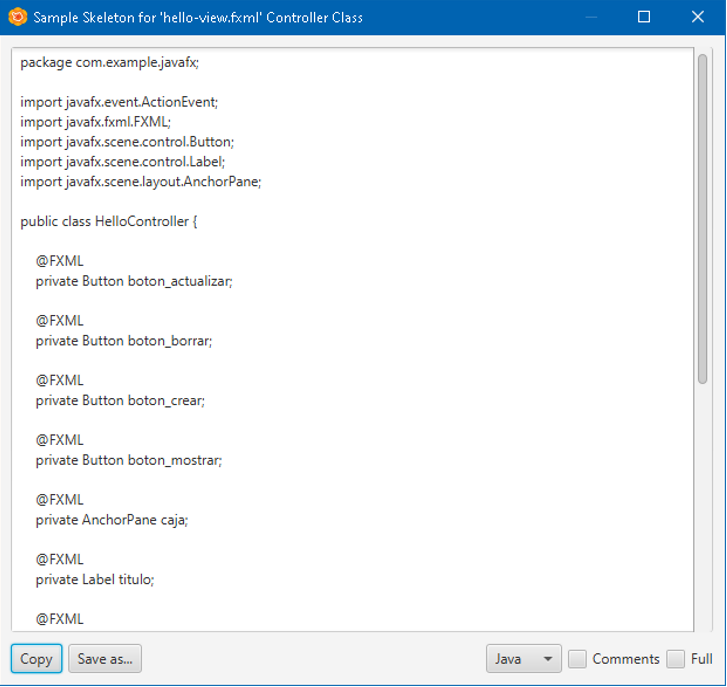 Sample Skeleton for 'hello-view.fxml' Controller Class
package com.example.javafx;
import javafx.event.ActionEvent;
import javafx.fxml.FXML;
import javafx.scene.control.Button;
import javafx.scene.control.Label;
import javafx.scene.layout.AnchorPane;
public class HelloController {
@FXML
private Button boton_actualizar;
@FXML
private Button boton_borrar;
@FXML
private Button boton_crear;
@FXML
private Button boton_mostrar;
@FXML
private AnchorPane caja;
@FXML
private Label titulo;
@FXML
Copy Save as... Java Comments Full